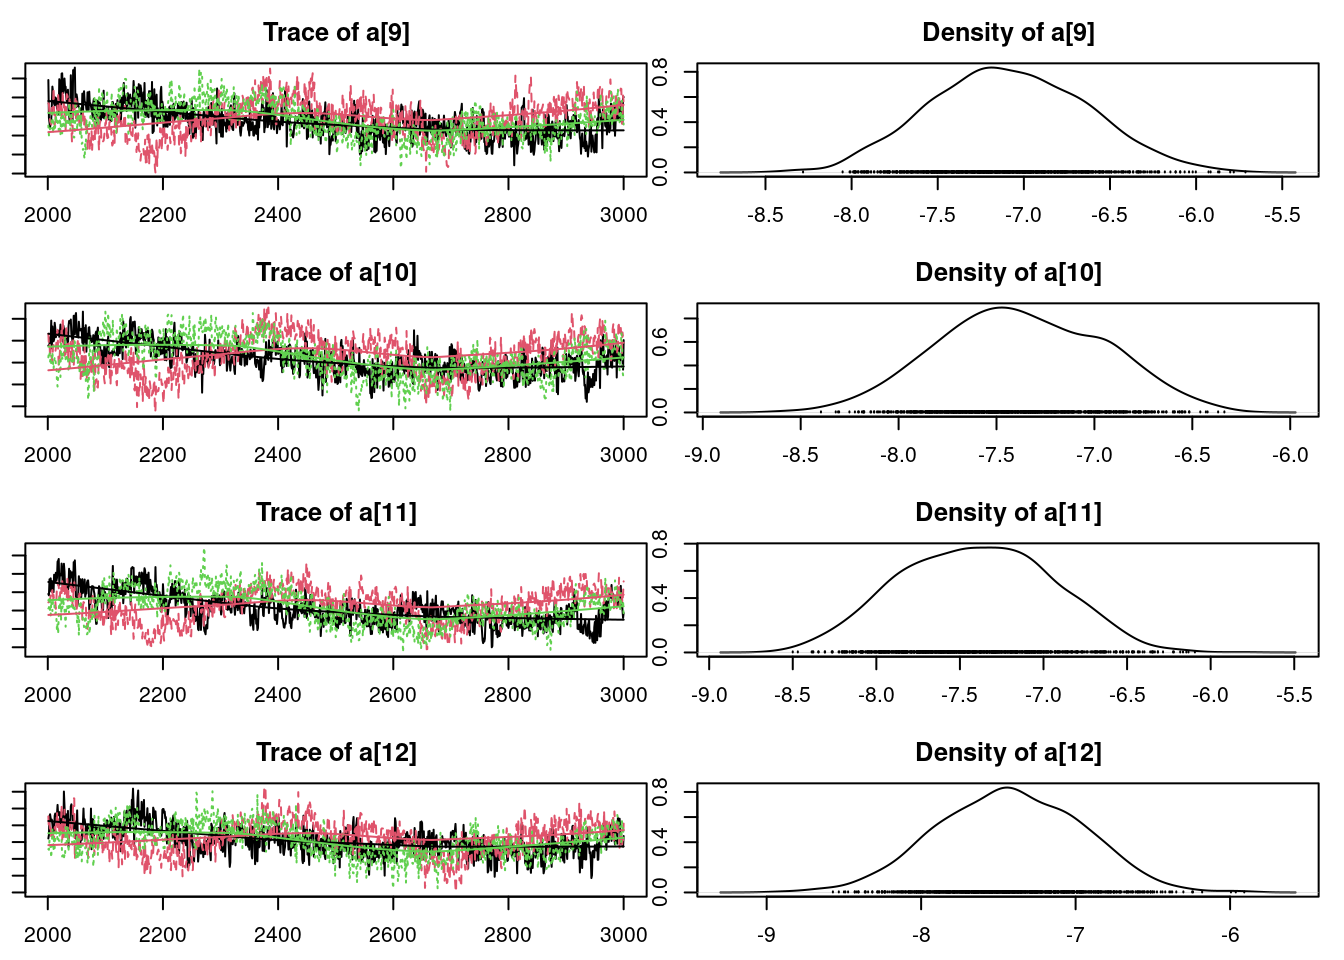 Trace of a[9]
Density of a[9]
2000 2200 2400 2600 2800 3000
0.0 0.4 0.8
-8.5 -8.0 -7.5 -7.0 -6.5 -6.0 -5.5
Trace of a[10]
Density of a[10]
2000 2200 2400 2600 2800 3000
0.0 0.6
-9.0 -8.5 -8.0 -7.5 -7.0 -6.5 -6.0
Trace of a[11]
Density of a[11]
2000 2200 2400 2600 2800 3000
0.0 0.4 0.8
-9.0 -8.5 -8.0 -7.5 -7.0 -6.5 -6.0 -5.5
Trace of a[12]
Density of a[12]
2000 2200 2400 2600 2800 3000
0.0 0.4 0.8
-9 -8 -7 -6